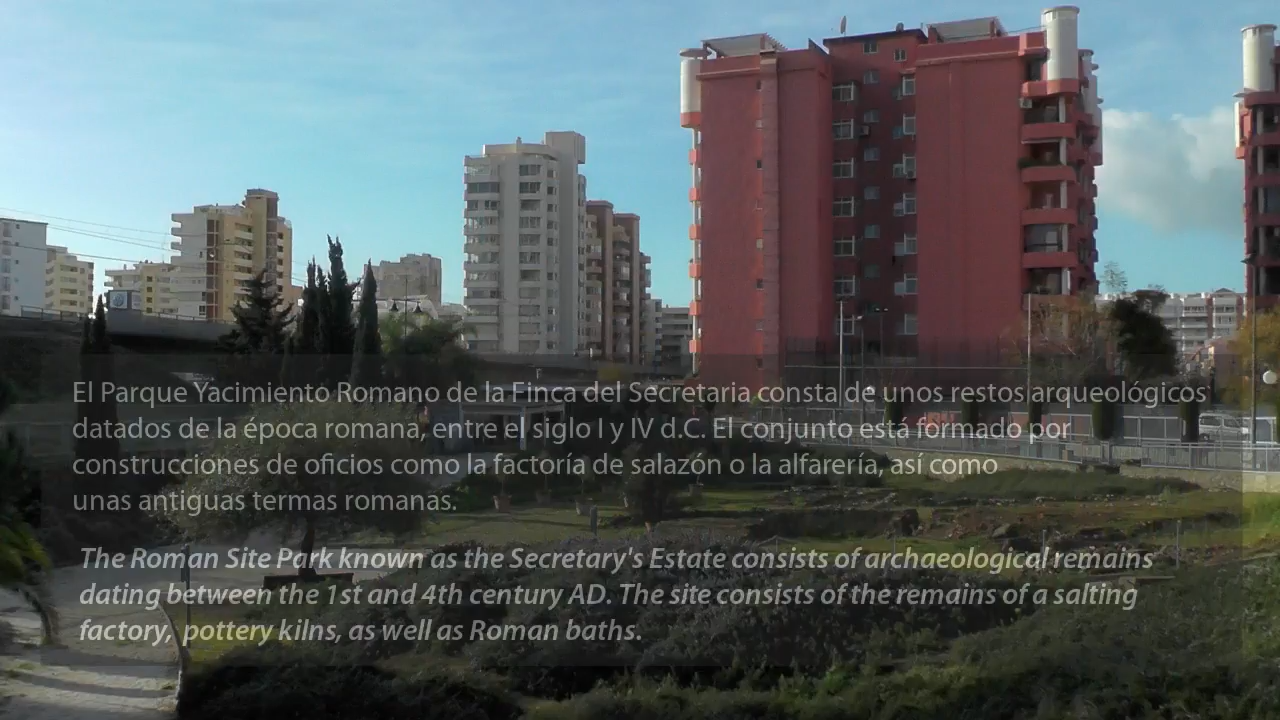 El Parque Yacimiento Romano de la Finca del Secretaria consta de unos restos arqueológicos
datados de la época romana, entre el siglo I y IV d.C. El conjunto esta formado por
construcciones de oficios como la factoría de salazón o la alfarería, así como
unas antiguas termas romanas.
The Roman Site Park known as the Secretary's Estate consists of archaeological remains
dating between the 1st and 4th century AD. The site consists of the remains of a salting
factory, pottery kilns, as well as Roman baths.